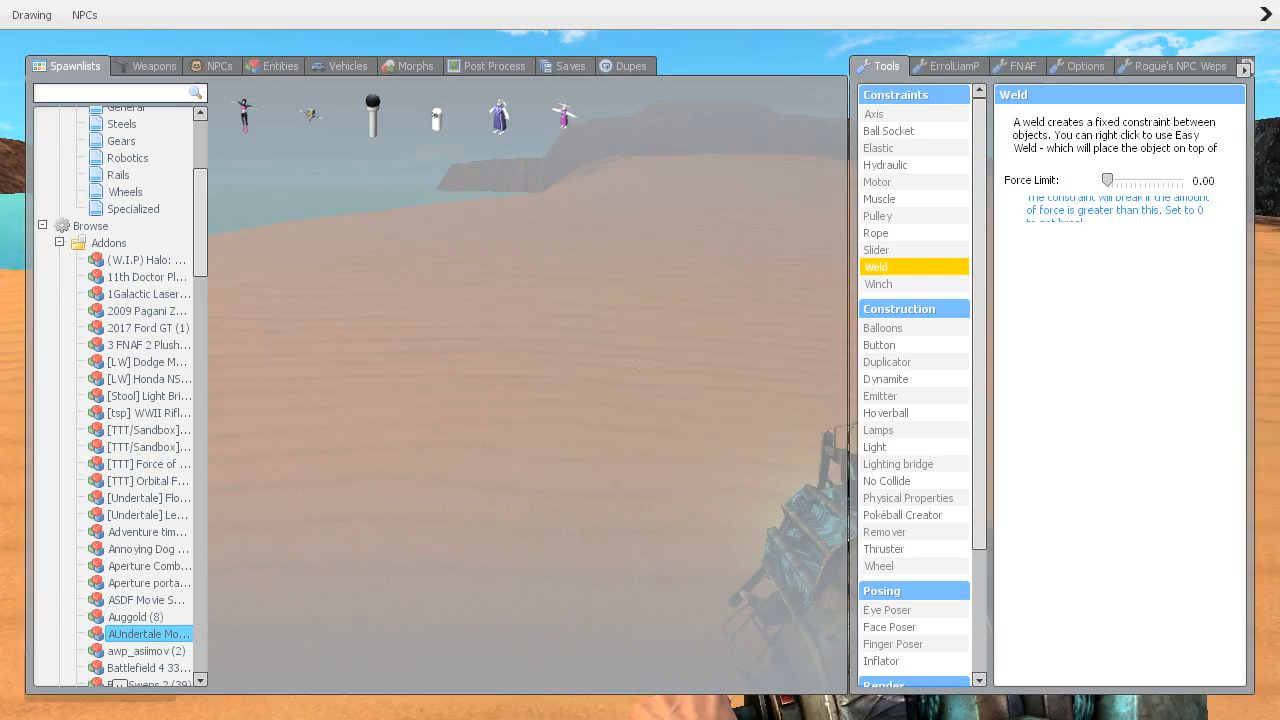 Drawing NPCs
Spawnlists Weapons NPCs Entities Vehicles Morphs Post Process Saves Dupes
Tools ErrolLiamP FNAF Options Rogue's NPC Weps
General
Steels
Gears
Robotics
Rails
Wheels
Specialized
Browse
Addons
(W.I.P) Halo: ...
11th Doctor Pl...
1Galactic Laser...
2009 Pagani Z...
2017 Ford GT (1)
3 FNAF 2 Plush...
[LW] Dodge M...
[LW] Honda NS...
[Stool] Light Bri...
[tsp] WWII Rifl...
[TTT/Sandbox]...
[TTT/Sandbox]...
[TTT] Force of ...
[TTT] Orbital F...
[Undertale] Flo...
[Undertale] Le...
Adventure tim...
Annoying Dog ...
Aperture Comb...
Aperture porta...
ASDF Movie S...
Auggold (8)
AUndertale Mo...
awp_asiimov (2)
Battlefield 4 33...
Constraints
Axis
Ball Socket
Elastic
Hydraulic
Motor
Muscle
Pulley
Rope
Slider
Weld
Winch
Construction
Balloons
Button
Duplicator
Dynamite
Emitter
Hoverball
Lamps
Light
Lighting bridge
No Collide
Physical Properties
Pokéball Creator
Remover
Thruster
Wheel
Posing
Eye Poser
Face Poser
Finger Poser
Inflator
Render
Weld
A weld creates a fixed constraint between
objects. You can right click to use Easy
Weld - which will place the object on top of
Force Limit: 0.00
The constraint will break if the amount
of force is greater than this. Set to 0
to not break